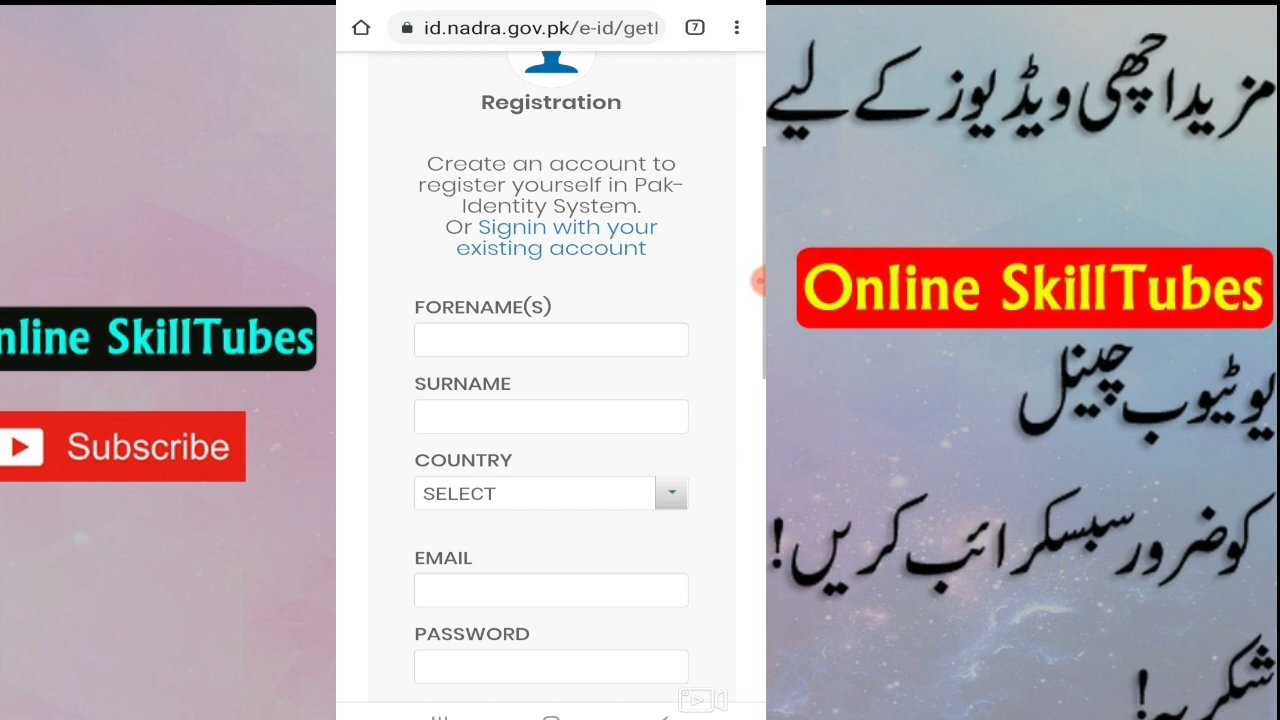 nline SkillTubes
Subscribe
id.nadra.gov.pk/e-id/getl
7
Registration
Create an account to
register yourself in Pak-
Identity System.
Or Signin with your
existing account
FORENAME(S)
SURNAME
COUNTRY
SELECT
EMAIL
PASSWORD
مزید اچھی ویڈیوز کے لیے
Online SkillTubes
یوٹیوب چینل
کو ضرور سبسکرائب کریں!
شکریہ!